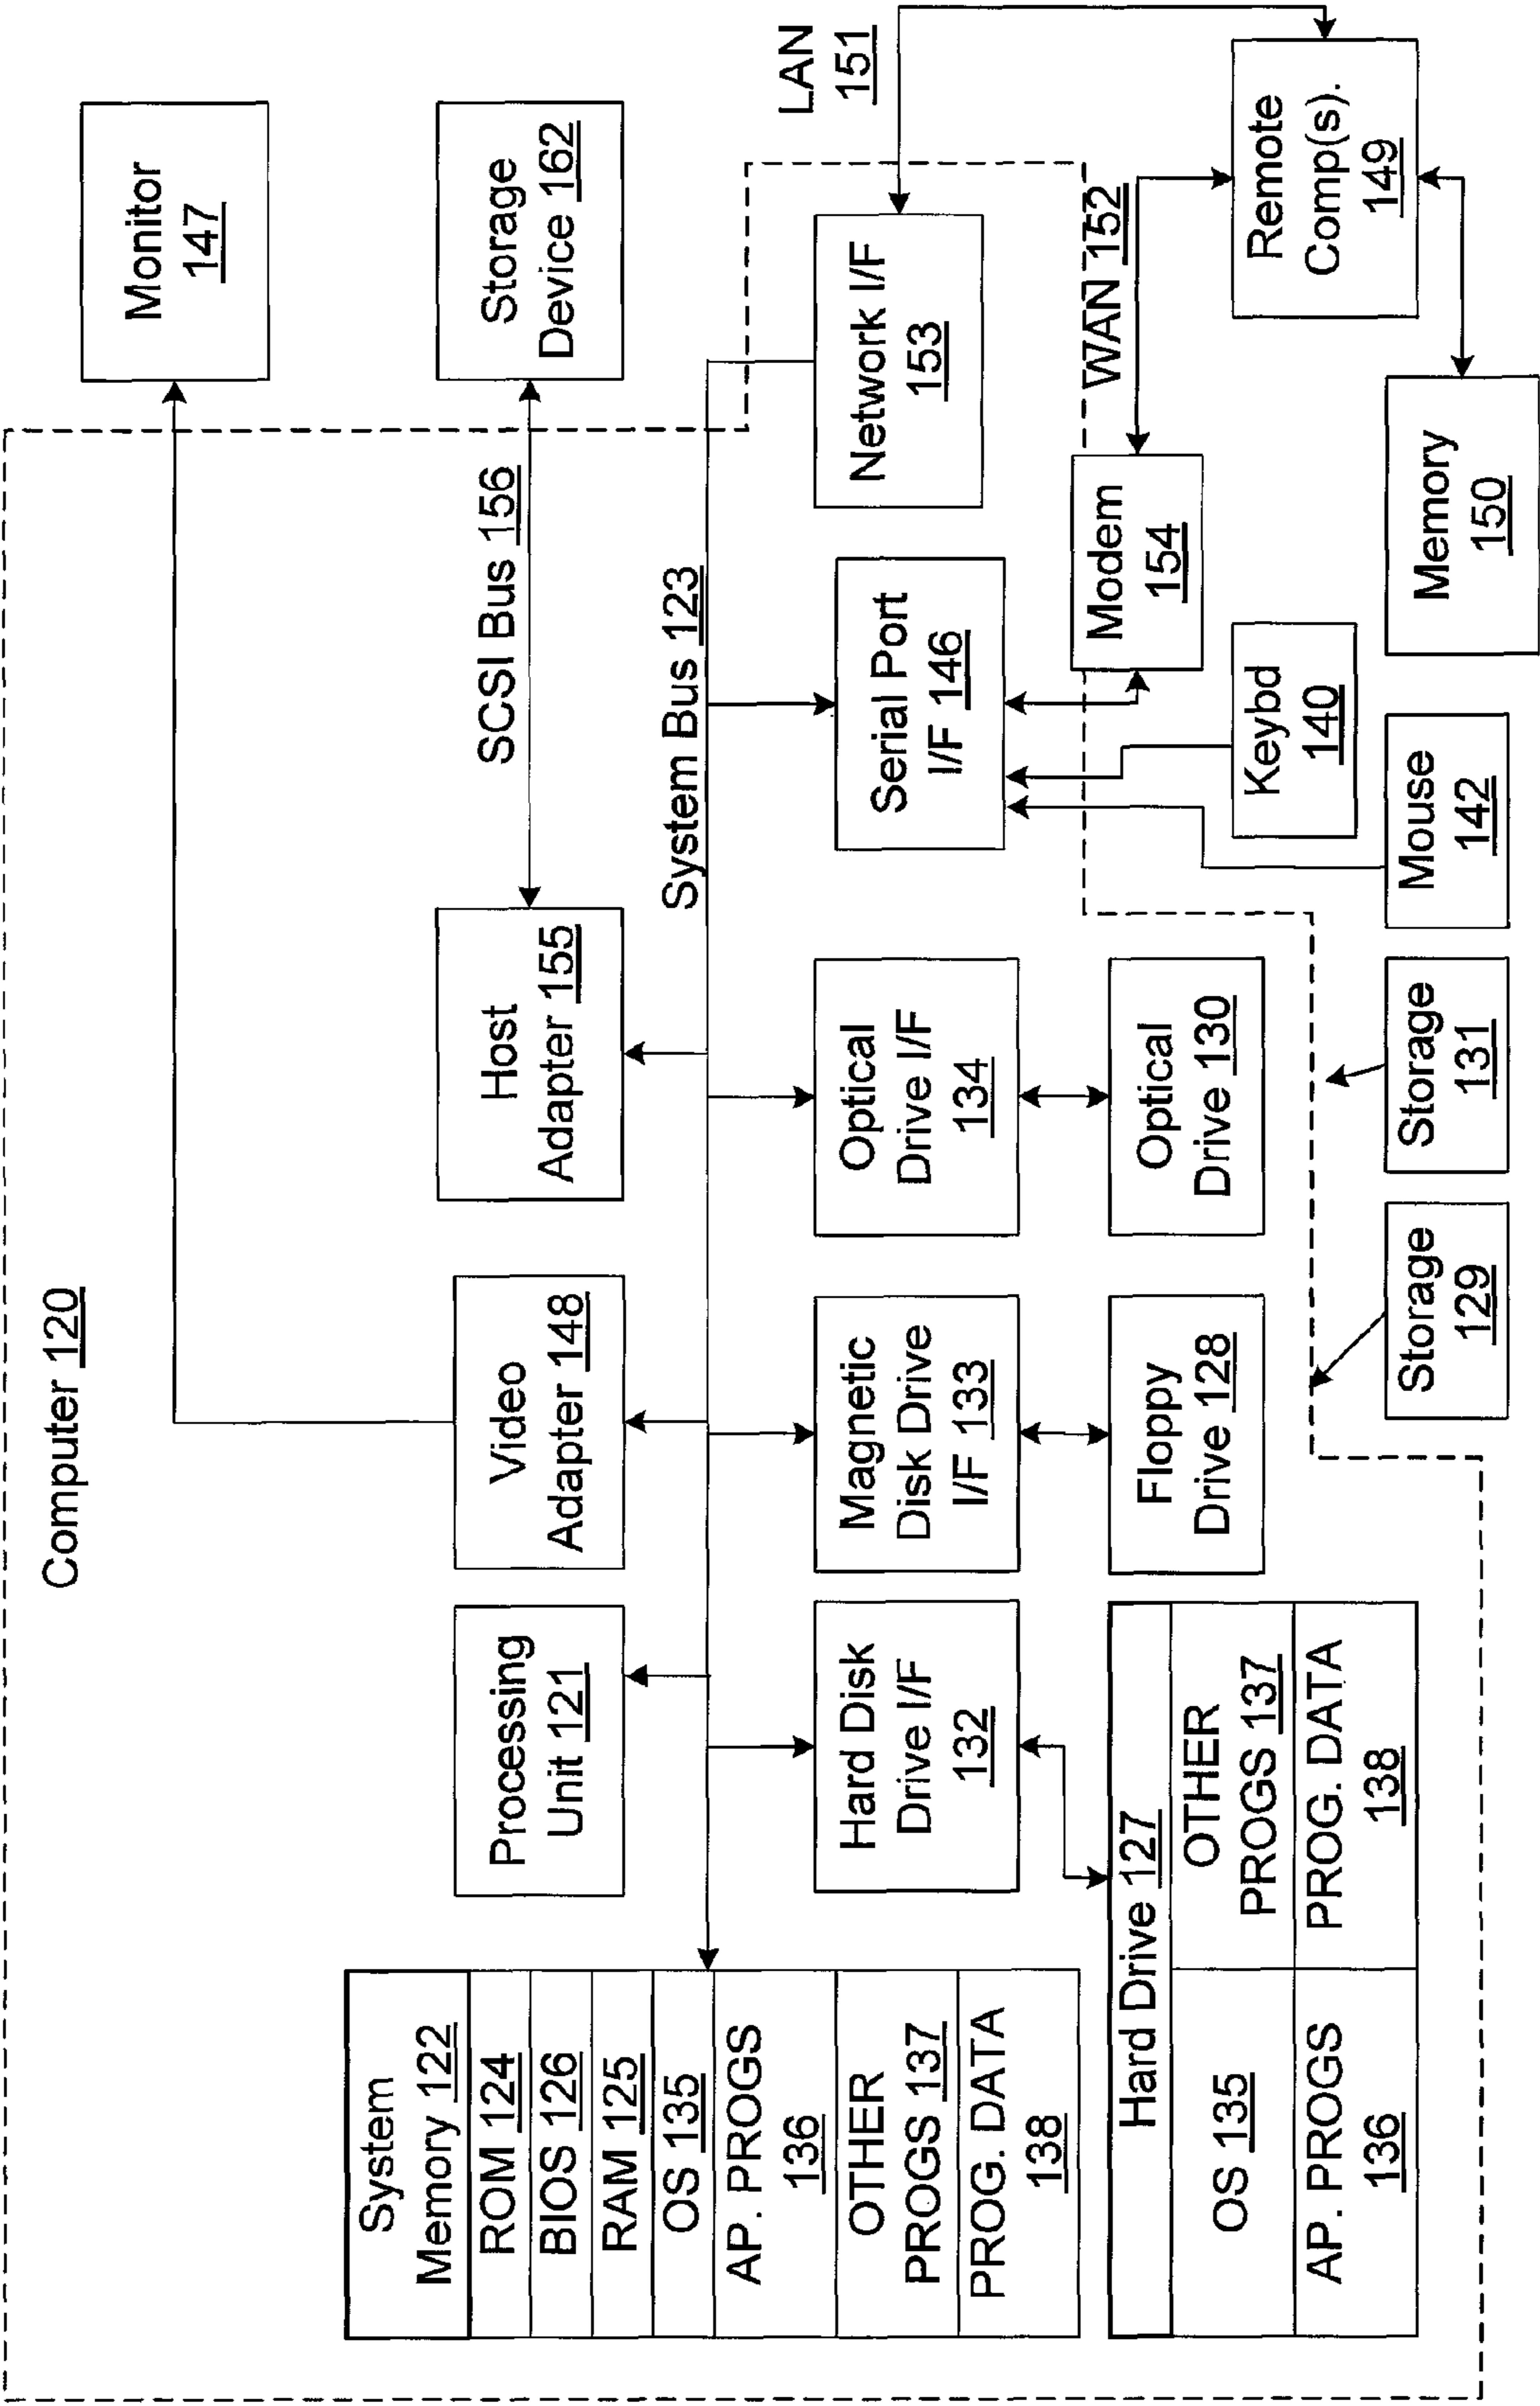 Computer 120
Monitor
147
System
Memory 122
ROM 124
BIOS 126
RAM 125
OS 135
AP. PROGS
136
OTHER
PROGS 137
PROG. DATA
138
Processing
Unit 121
Video
Adapter 148
Host
Adapter 155
SCSI Bus 156
Storage
Device 162
System Bus 123
Hard Disk
Drive I/F
132
Magnetic
Disk Drive
I/F 133
Optical
Drive I/F
134
Serial Port
I/F 146
Network I/F
153
LAN
151
Hard Drive 127
OS 135
OTHER
PROGS 137
AP. PROGS
136
PROG. DATA
138
Floppy
Drive 128
Optical
Drive 130
Modem
154
WAN 152
Remote
Comp(s).
149
Storage
129
Storage
131
Mouse
142
Keybd
140
Memory
150